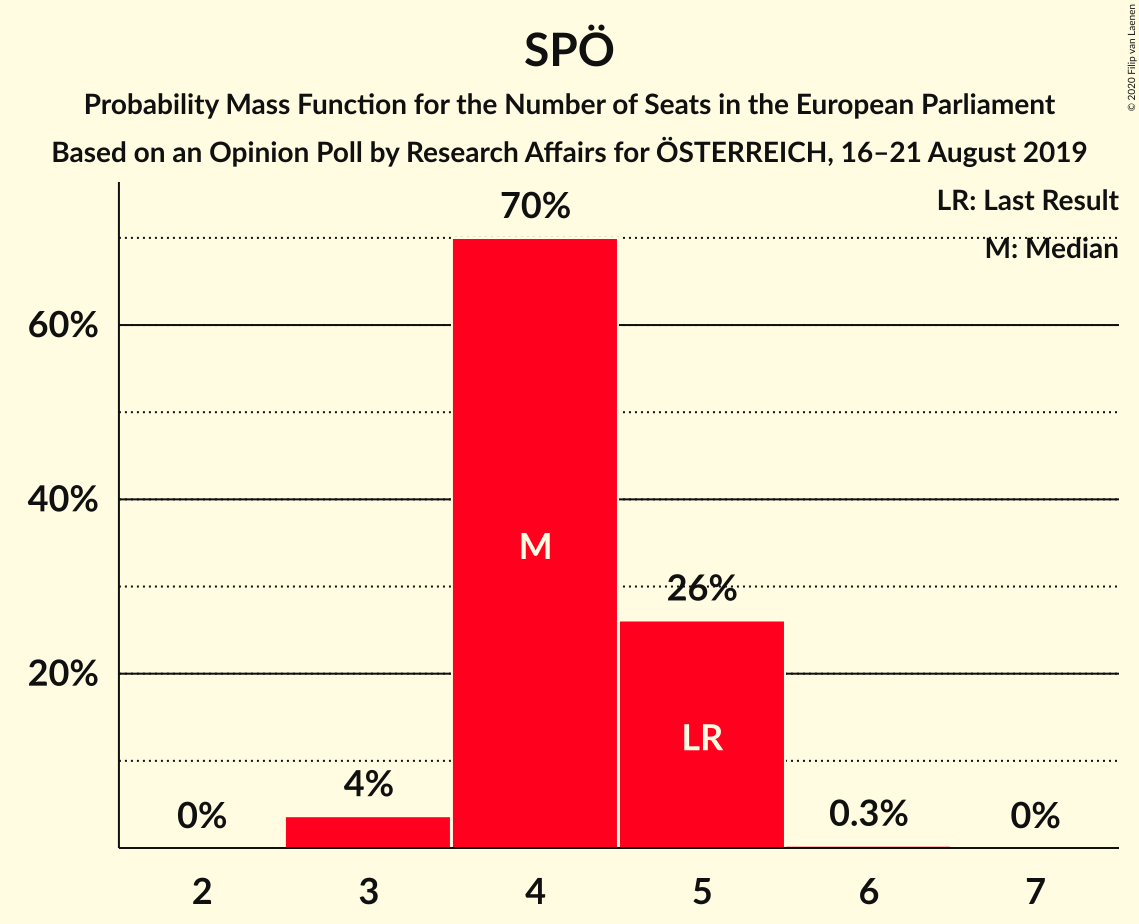 SPÖ
Probability Mass Function for the Number of Seats in the European Parliament
Based on an Opinion Poll by Research Affairs for ÖSTERREICH, 16–21 August 2019
© 2020 Filip van Laenen
LR: Last Result
M: Median
70%
60%
40%
20%
M
26%
LR
0%
4%
0.3%
0%
2 3 4 5 6 7